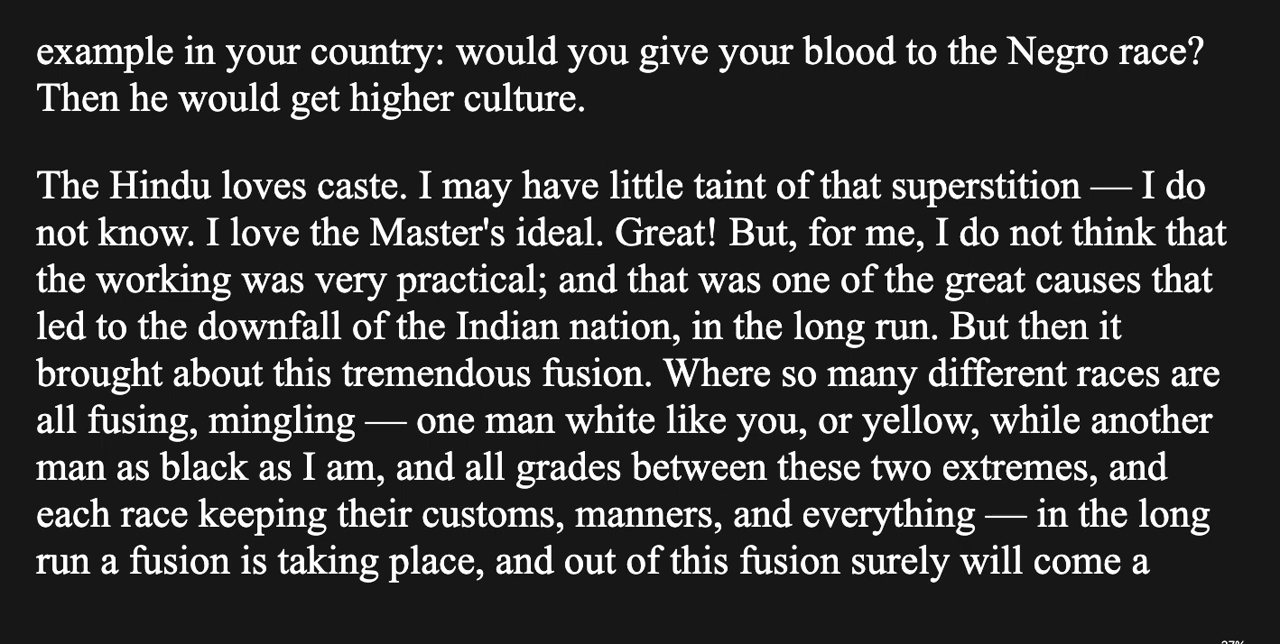 example in your country: would you give your blood to the Negro race?
Then he would get higher culture.
The Hindu loves caste. I may have little taint of that superstition — I do
not know. I love the Master's ideal. Great! But, for me, I do not think that
the working was very practical; and that was one of the great causes that
led to the downfall of the Indian nation, in the long run. But then it
brought about this tremendous fusion. Where so many different races are
all fusing, mingling — one man white like you, or yellow, while another
man as black as I am, and all grades between these two extremes, and
each race keeping their customs, manners, and everything — in the long
run a fusion is taking place, and out of this fusion surely will come a